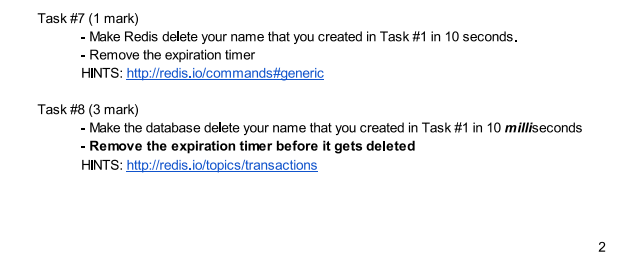 Task #7 (1 mark)
- Make Redis delete your name that you created in Task #1 in 10 seconds.
- Remove the expiration timer
HINTS: http://redis.io/commands#generic
Task #8 (3 mark)
- Make the database delete your name that you created in Task #1 in 10 milliseconds
- Remove the expiration timer before it gets deleted
HINTS: http://redis.io/topics/transactions
2